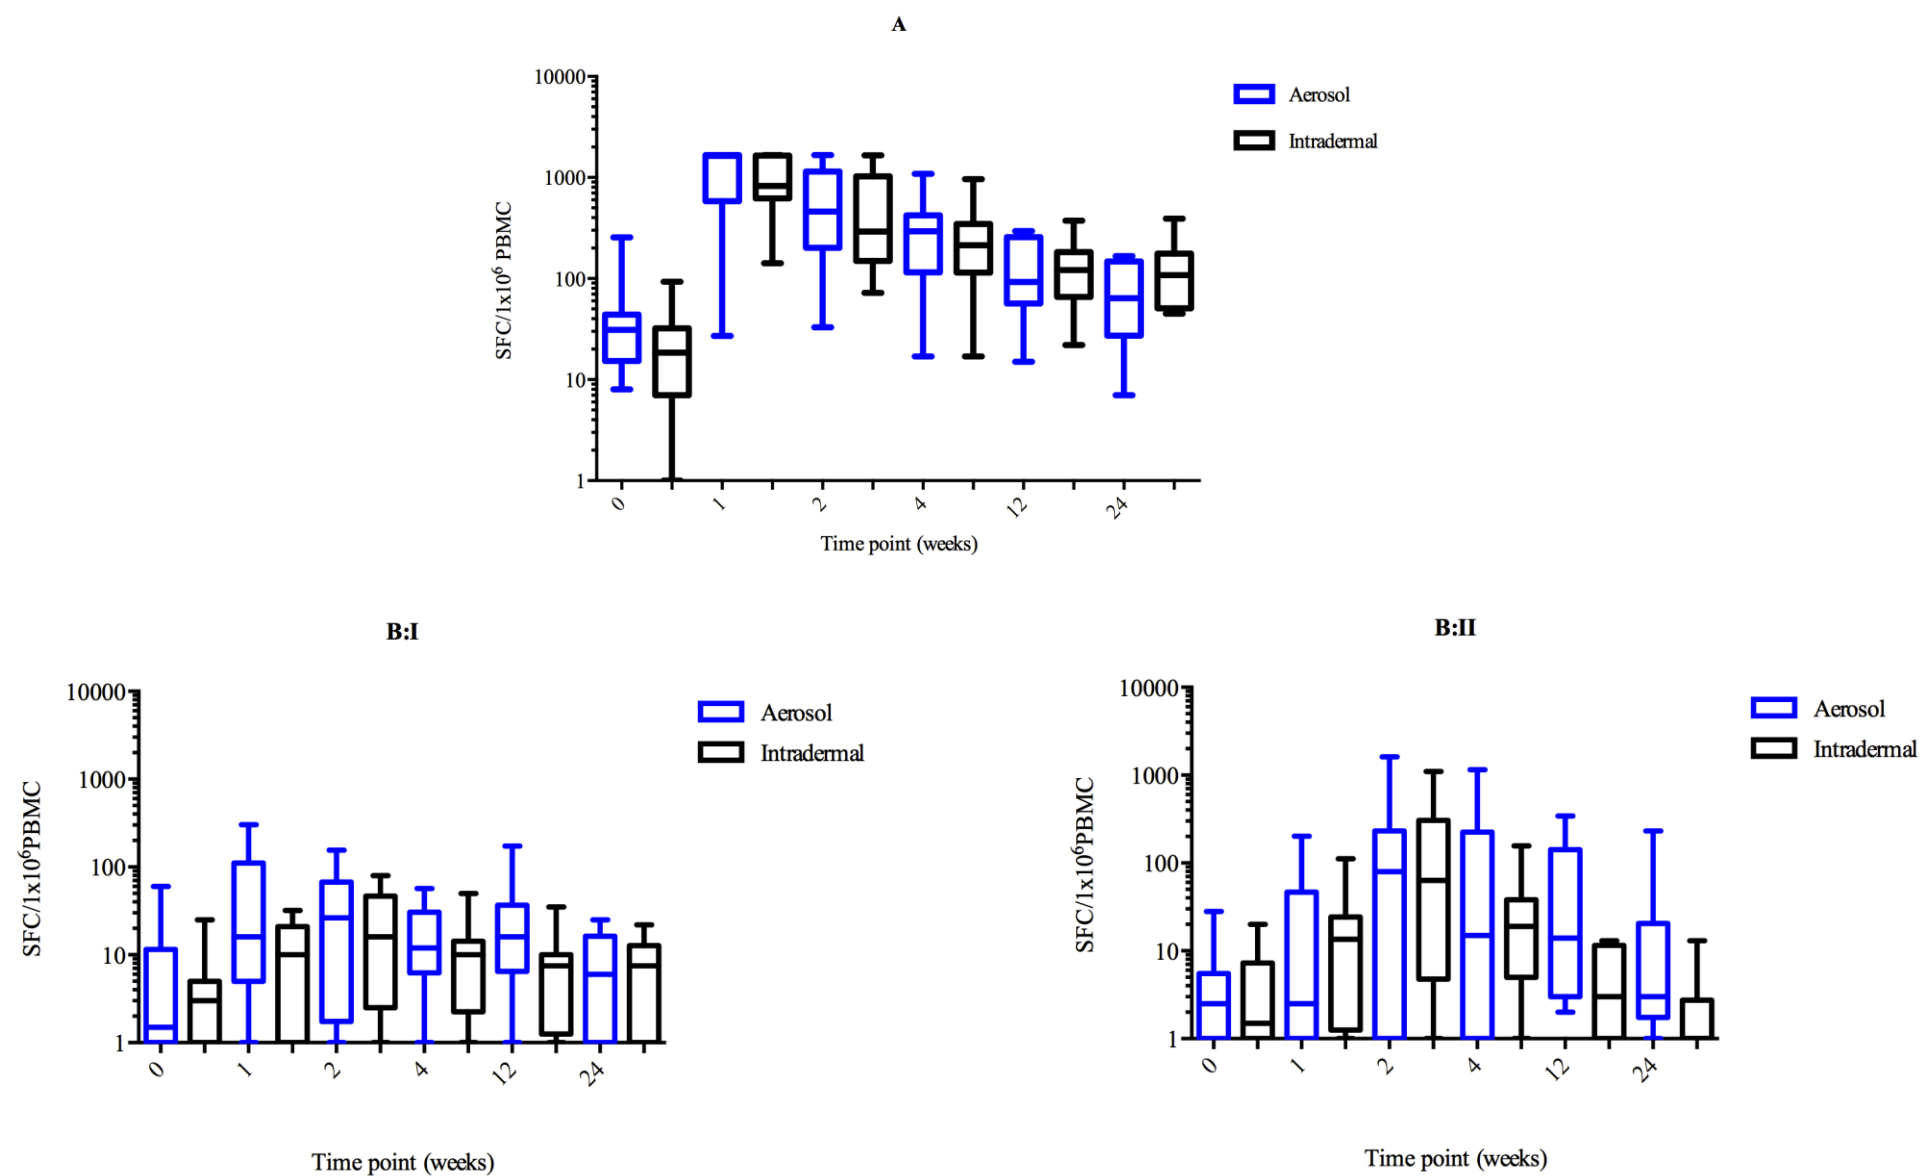 A
10000
1000
100
10
1
SFC/1x10⁶ PBMC
0
1
2
4
12
24
Time point (weeks)
Aerosol
Intradermal
B:I
10000
1000
100
10
1
SFC/1x10⁶PBMC
0
1
2
4
12
24
Time point (weeks)
Aerosol
Intradermal
B:II
10000
1000
100
10
1
SFC/1x10⁶PBMC
0
1
2
4
12
24
Time point (weeks)
Aerosol
Intradermal